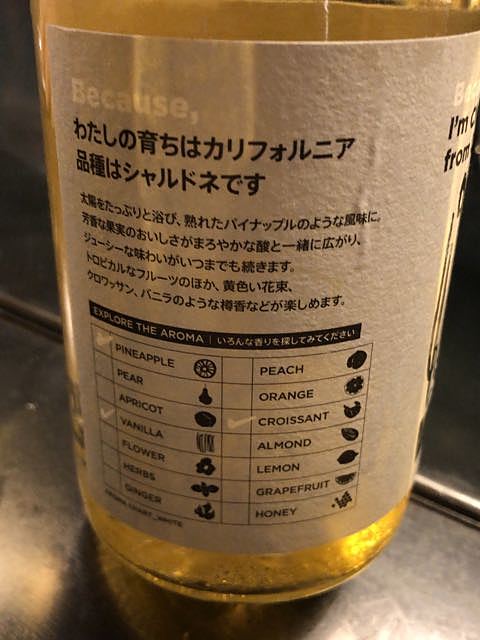 Because,
わたしの育ちはカリフォルニア
品種はシャルドネです
太陽をたっぷりと浴び、熟れたパイナップルのような風味に。
芳香な果実のおいしさがまろやかな酸と一緒に広がり、
ジューシーな味わいがいつまでも続きます。
トロピカルなフルーツのほか、黄色い花束、
クロワッサン、バニラのような樽香などが楽しめます。
EXPLORE THE AROMA | いろんな香りを探してみてください
PINEAPPLE
PEAR
APRICOT
VANILLA
FLOWER
HERBS
GINGER
PEACH
ORANGE
CROISSANT
ALMOND
LEMON
GRAPEFRUIT
HONEY
AROMA CHART_WHITE
I'm
from